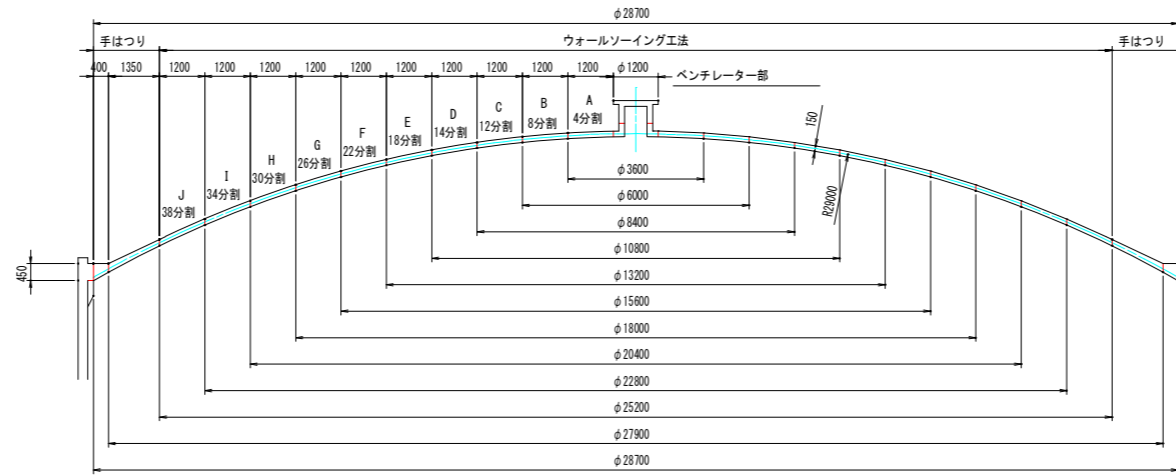 φ28700
手はつり
ウォールソーイング工法
手はつり
400
1350
1200
1200
1200
1200
1200
1200
1200
1200
1200
1200
φ1200
ベンチレーター部
A
4分割
B
8分割
C
12分割
D
14分割
E
18分割
F
22分割
G
26分割
H
30分割
I
34分割
J
38分割
150
R29000
450
φ3600
φ6000
φ8400
φ10800
φ13200
φ15600
φ18000
φ20400
φ22800
φ25200
φ27900
φ28700